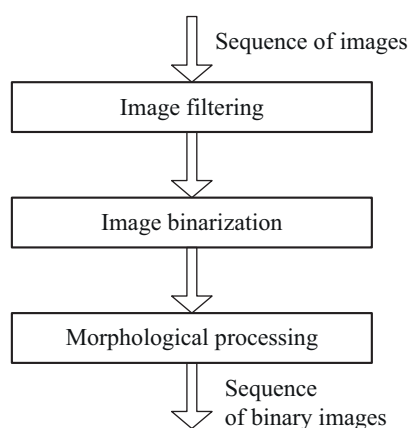 Sequence of images
Image filtering
Image binarization
Morphological processing
Sequence
of binary images